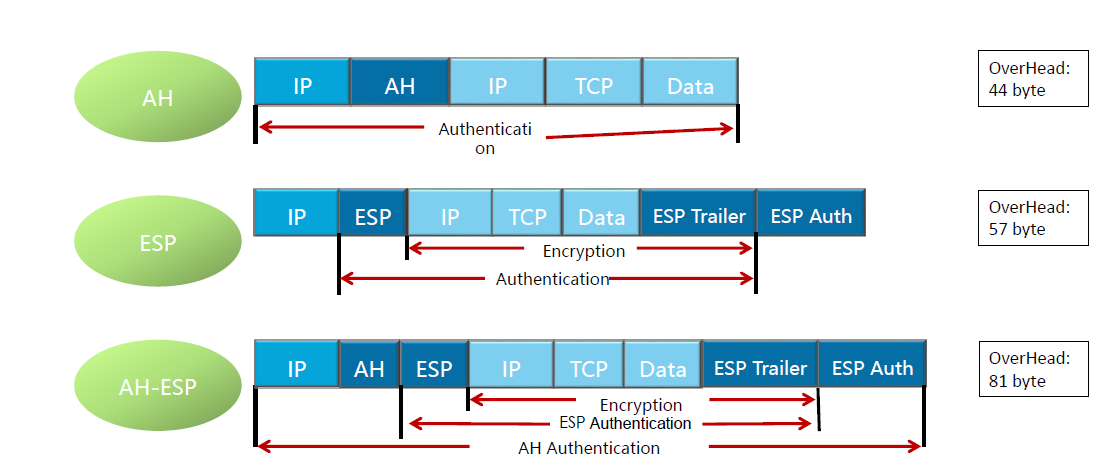 AH
IP AH IP TCP Data
OverHead:
44 byte
Authenticati
on
ESP
IP ESP IP TCP Data ESP Trailer ESP Auth
OverHead:
57 byte
Encryption
Authentication
AH-ESP
IP AH ESP IP TCP Data ESP Trailer ESP Auth
OverHead:
81 byte
Encryption
ESP Authentication
AH Authentication